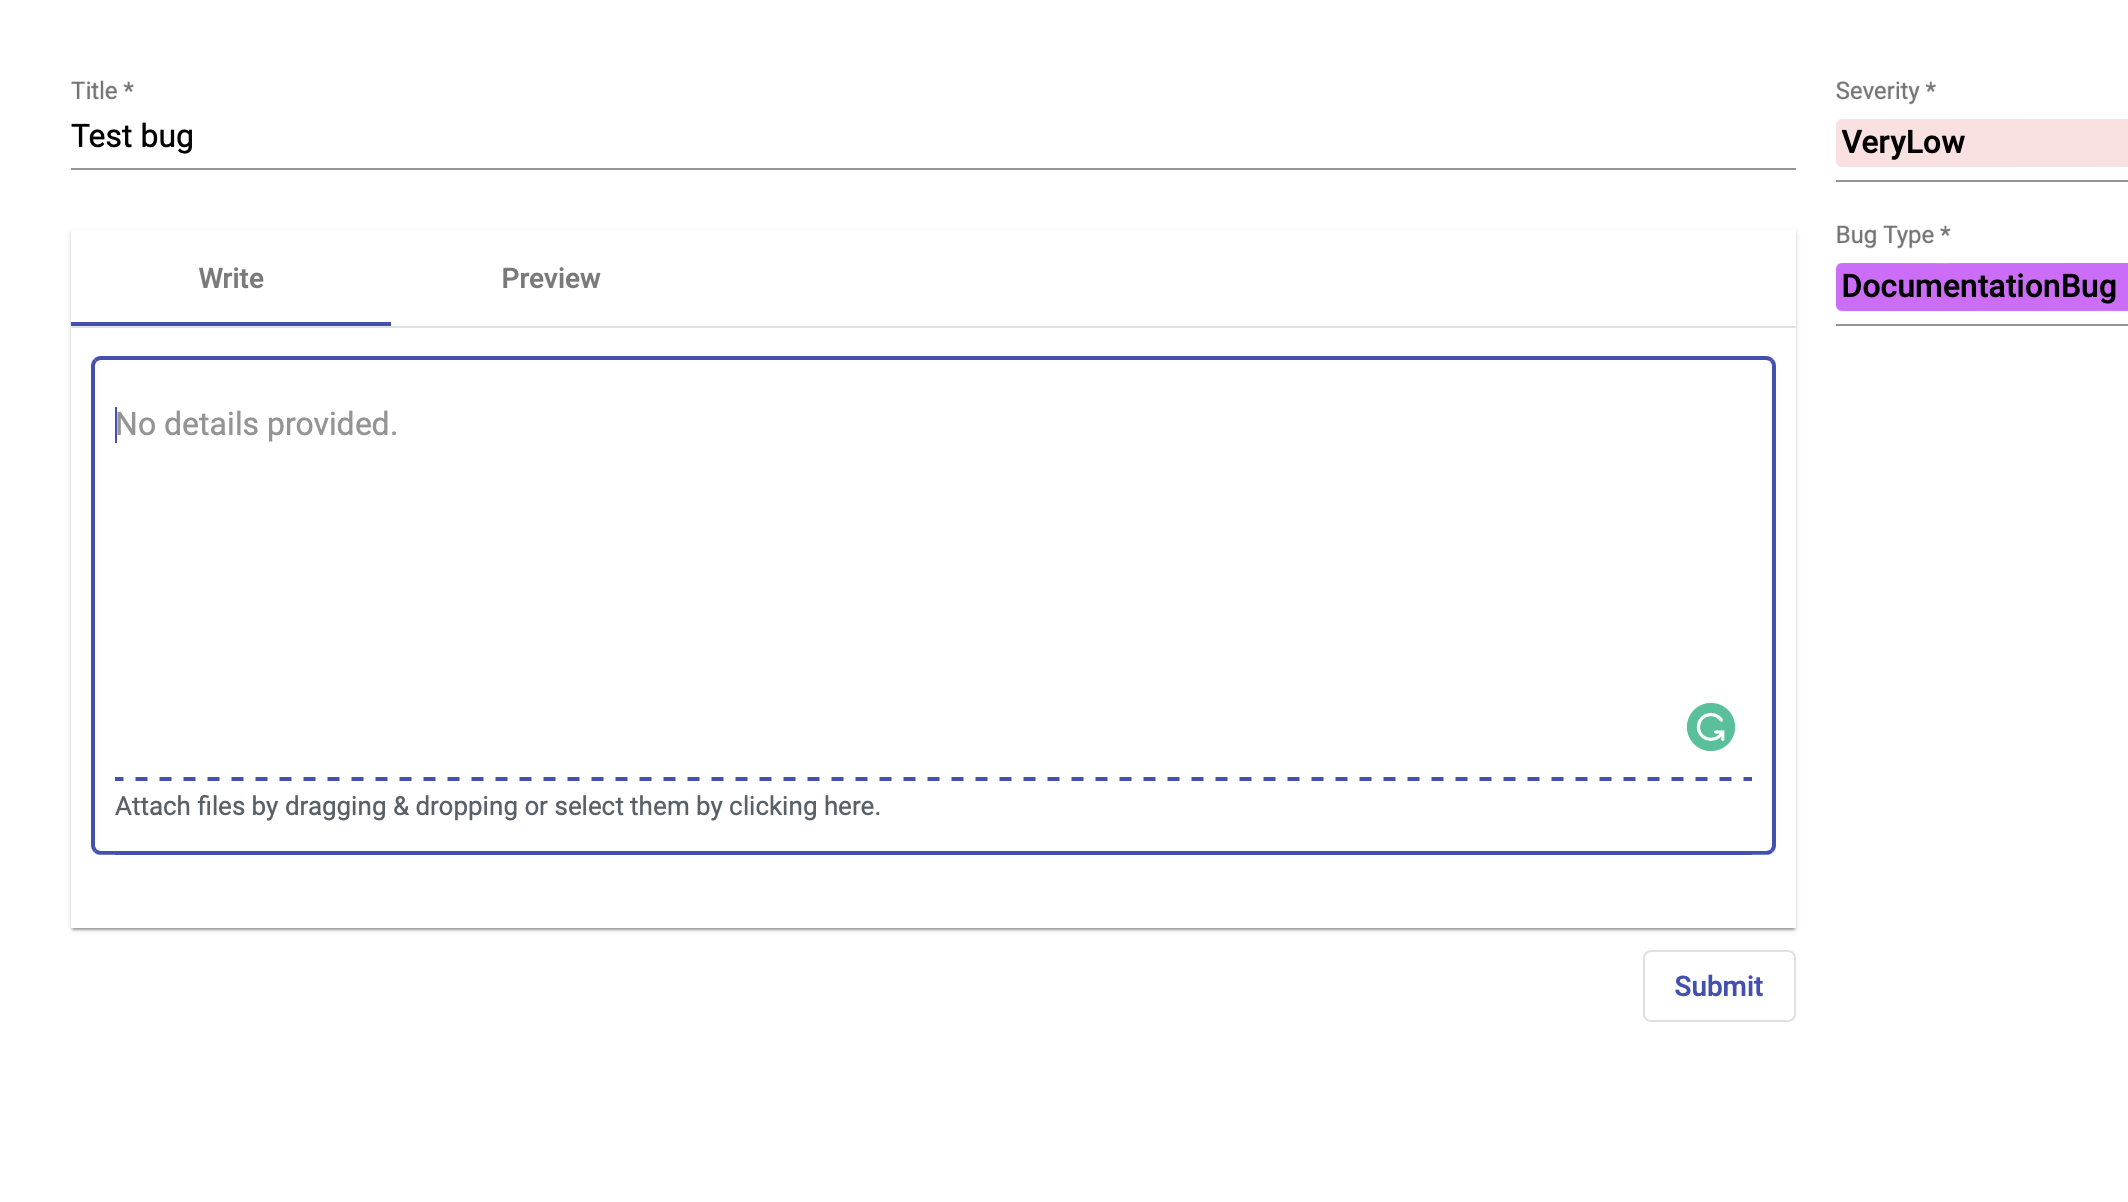 Title *
Test bug
Severity *
VeryLow
Bug Type *
DocumentationBug
Write
Preview
No details provided.
Attach files by dragging & dropping or select them by clicking here.
Submit